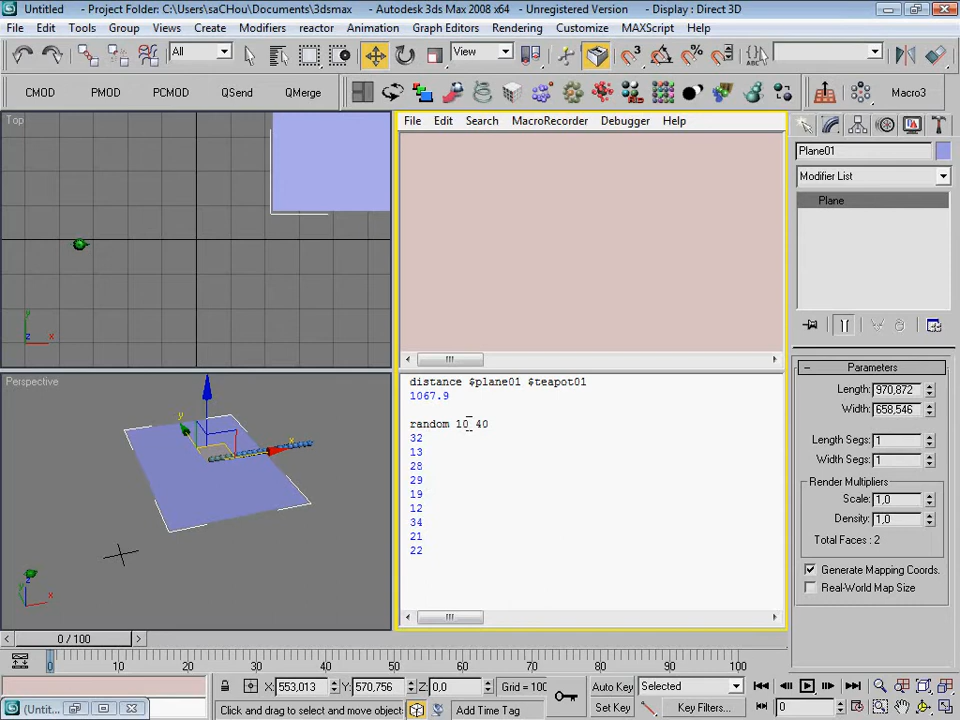 Untitled - Project Folder: C:\Users\saCHou\Documents\3dsmax - Autodesk 3ds Max 2008 x64 - Unregistered Version - Display : Direct 3D
File Edit Tools Group Views Create Modifiers reactor Animation Graph Editors Rendering Customize MAXScript Help
All View
CMOD PMOD PCMOD QSend QMerge Macro3
Top
File Edit Search MacroRecorder Debugger Help
Plane01
Modifier List
Plane
y
z x
Perspective
distance $plane01 $teapot01
1067.9
random 10 40
32
13
28
29
19
12
34
21
22
y
x
z
y
x
Parameters
Length: 970,872
Width: 658,546
Length Segs: 1
Width Segs: 1
Render Multipliers
Scale: 1,0
Density: 1,0
Total Faces : 2
Generate Mapping Coords.
Real-World Map Size
0 / 100
0 10 20 30 40 50 60 70 80 90 100
X: 553,013 Y: 570,756 Z: 0,0 Grid = 100 Auto Key Selected
(Untit... Click and drag to select and move object: Add Time Tag Set Key Key Filters... 0